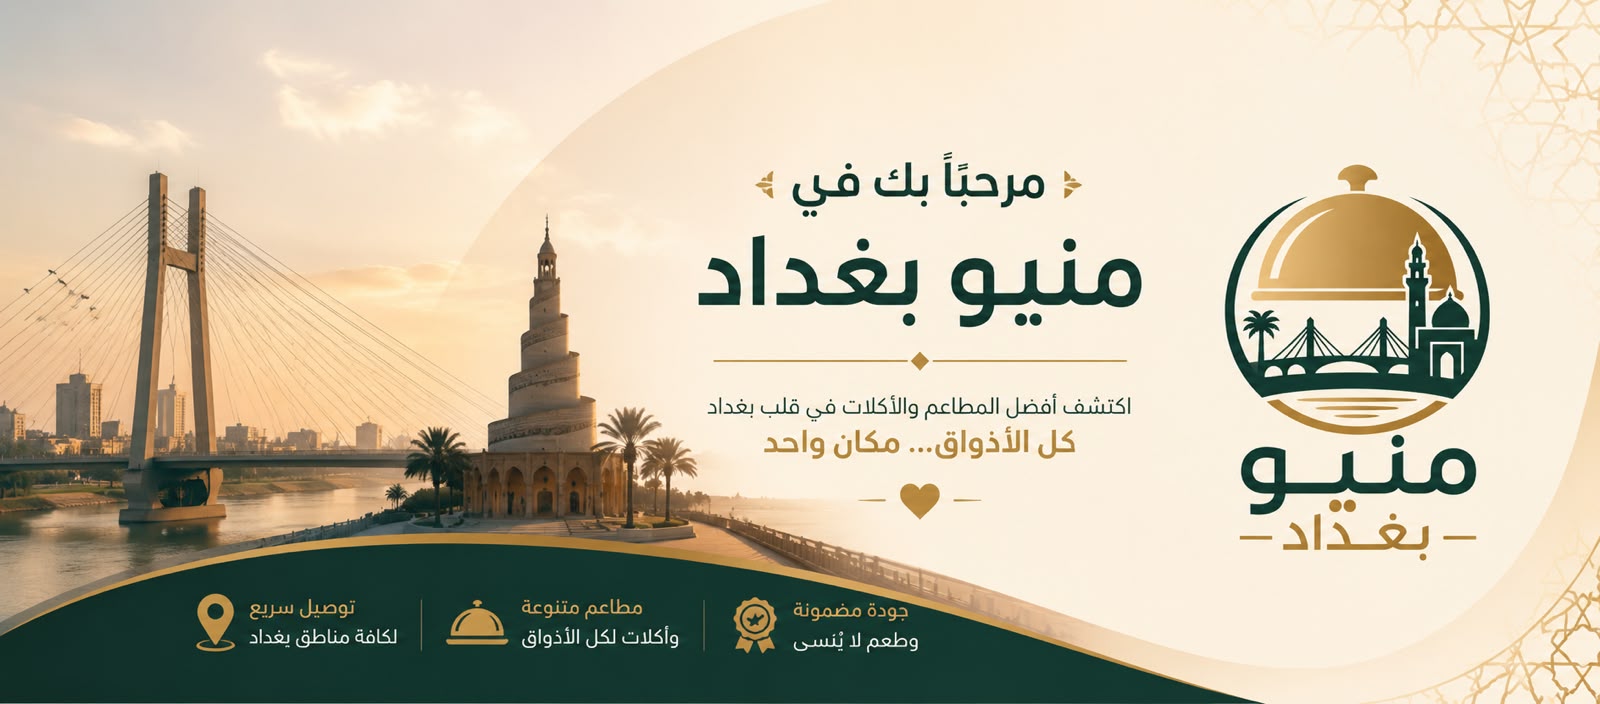 مرحبًا بك في
منيو بغداد
اكتشف أفضل المطاعم والأكلات في قلب بغداد
كل الأذواق... مكان واحد
منيو
بغداد
جودة مضمونة
وطعم لا يُنسى
مطاعم متنوعة
وأكلات لكل الأذواق
توصيل سريع
لكافة مناطق بغداد